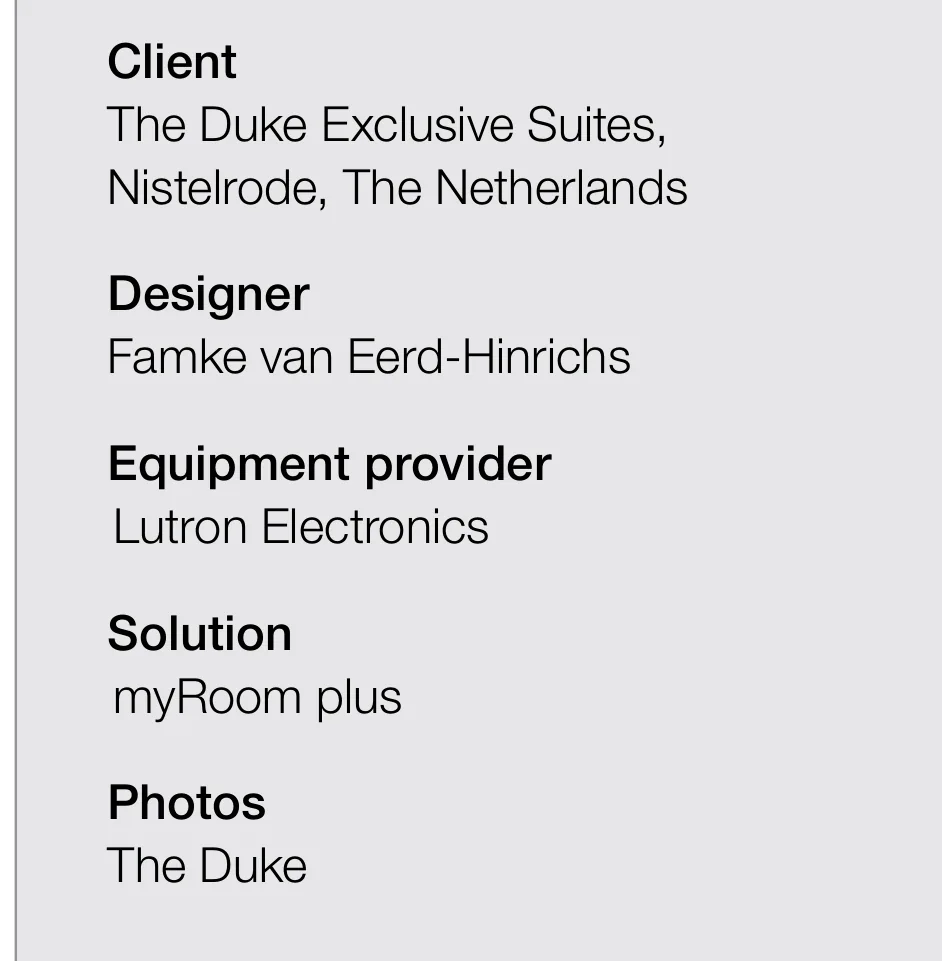 Client
The Duke Exclusive Suites,
Nistelrode, The Netherlands
Designer
Famke van Eerd-Hinrichs
Equipment provider
Lutron Electronics
Solution
myRoom plus
Photos
The Duke